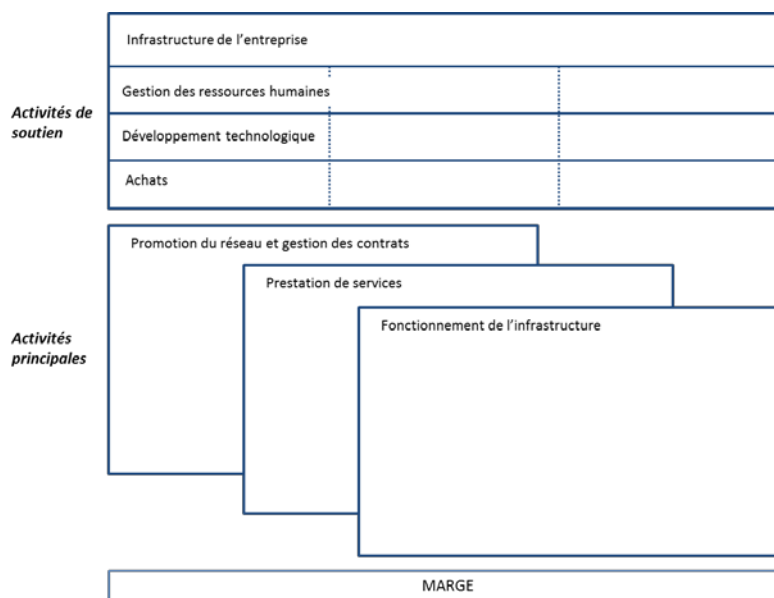 Infrastructure de l'entreprise
Gestion des ressources humaines
Activités de
soutien
Développement technologique
Achats
Promotion du réseau et gestion des contrats
Prestation de services
Fonctionnement de l'infrastructure
Activités
principales
MARGE